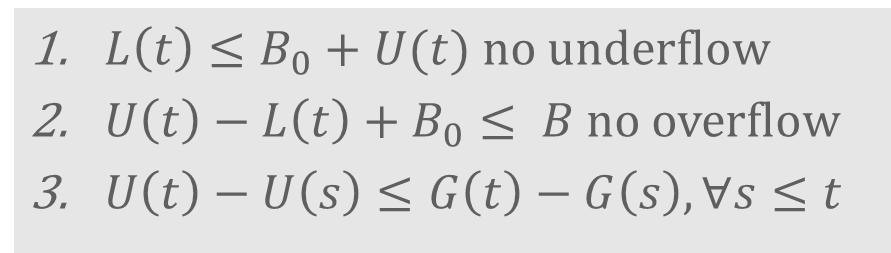 1. L(t) ≤ B₀ + U(t) no underflow
2. U(t) − L(t) + B₀ ≤ B no overflow
3. U(t) − U(s) ≤ G(t) − G(s), ∀s ≤ t